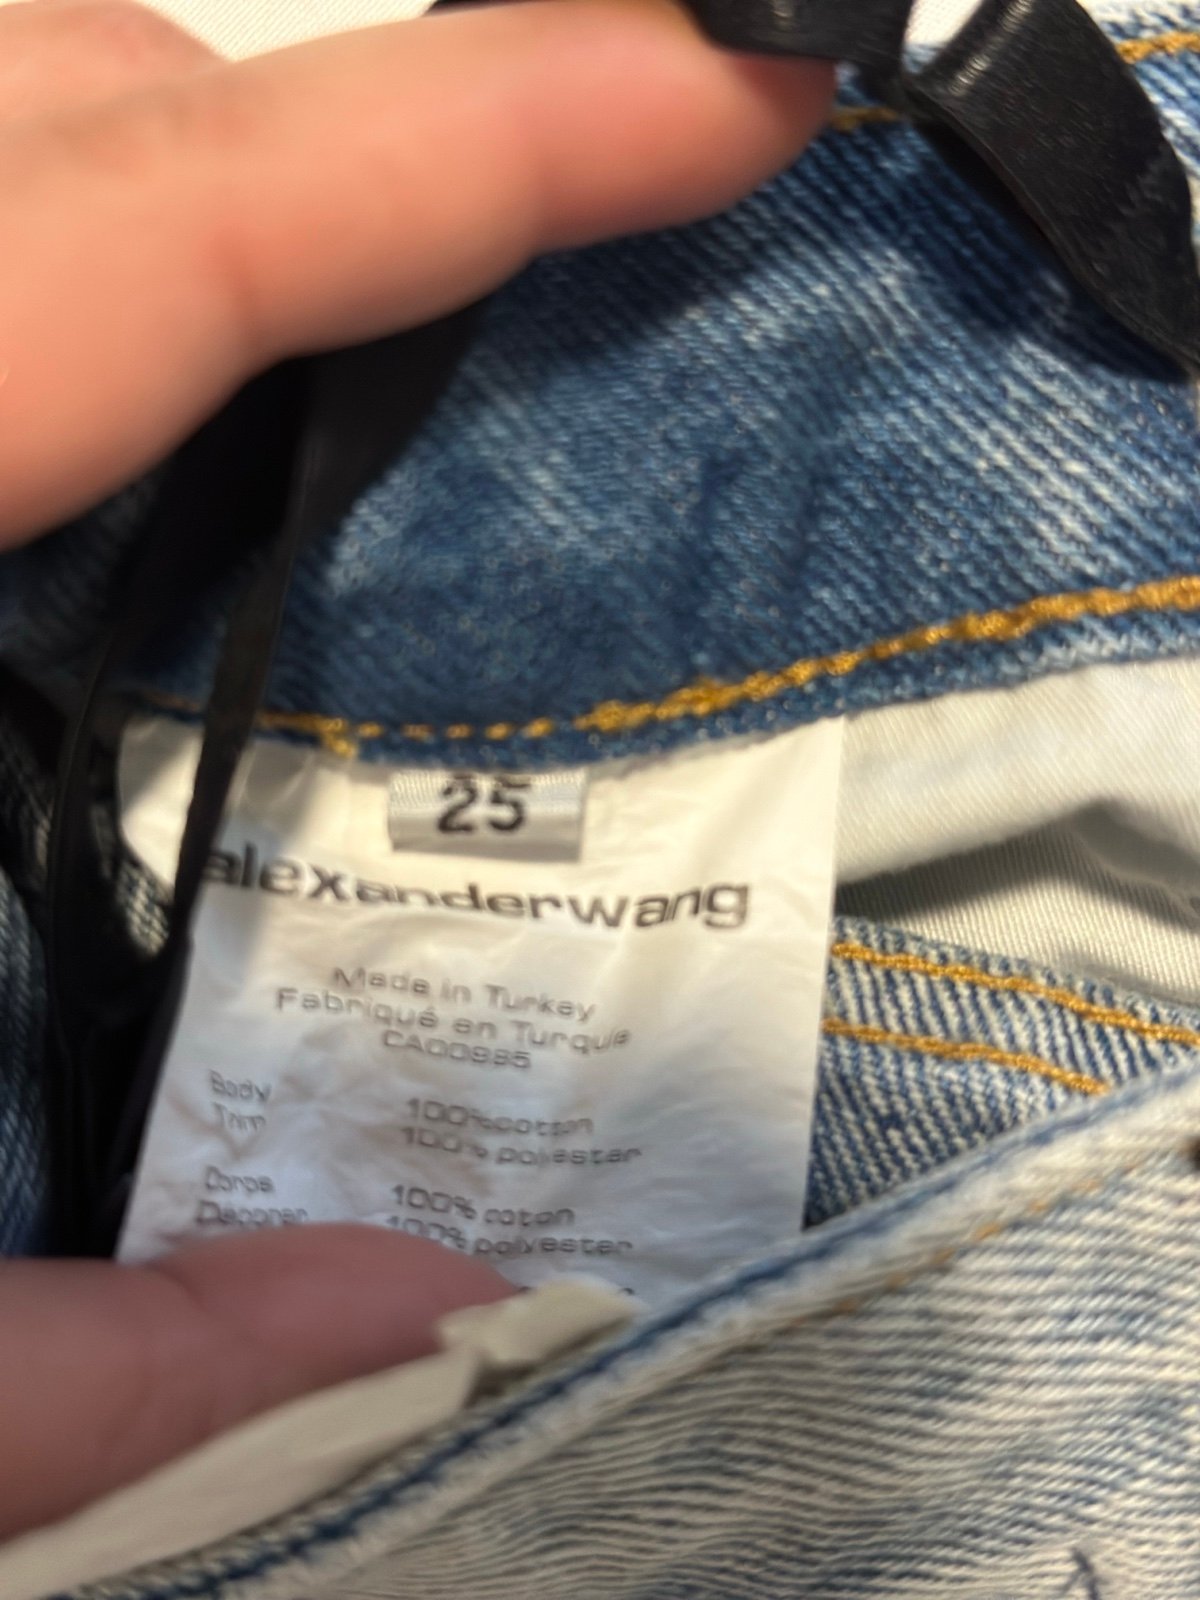 25
alexanderwang
Made in Turkey
Fabriqué en Turquie
CA00985
Body 100% cotton
Trim 100% polyester
Corps 100% coton
100% polyester